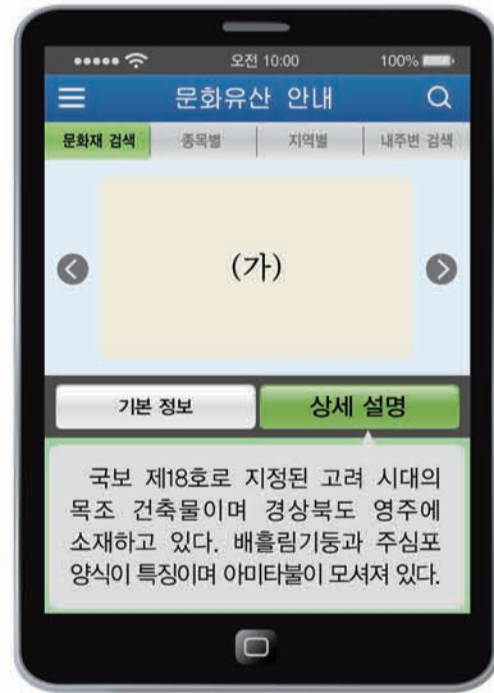 오전 10:00 100%
문화유산 안내
문화재 검색 종목별 지역별 내주변 검색
(가)
기본 정보 상세 설명
국보 제18호로 지정된 고려 시대의
목조 건축물이며 경상북도 영주에
소재하고 있다. 배흘림기둥과 주심포
양식이 특징이며 아미타불이 모셔져 있다.